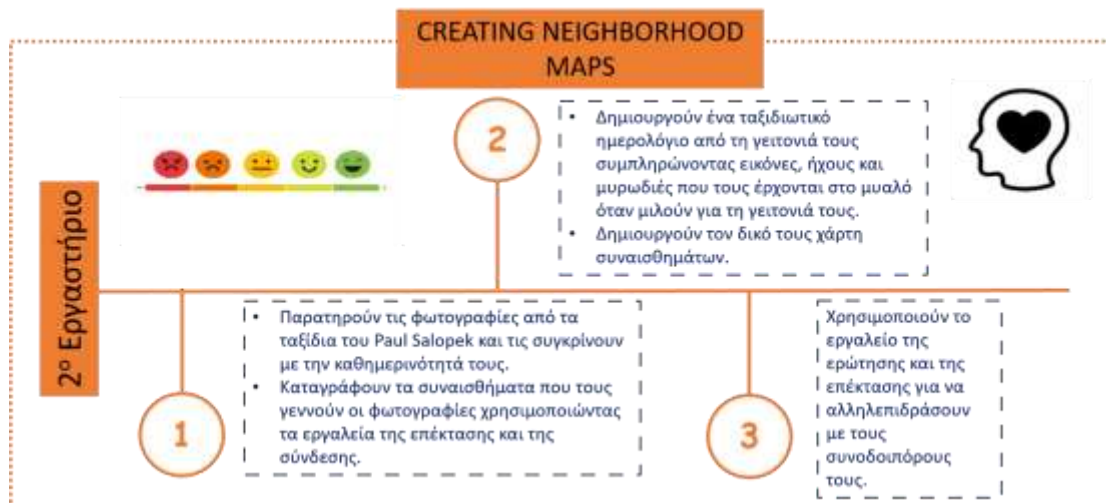 CREATING NEIGHBORHOOD
MAPS
2ο Εργαστήριο
1
• Παρατηρούν τις φωτογραφίες από τα
ταξίδια του Paul Salopek και τις συγκρίνουν
με την καθημερινότητά τους.
• Καταγράφουν τα συναισθήματα που τους
γεννούν οι φωτογραφίες χρησιμοποιώντας
τα εργαλεία της επέκτασης και της
σύνδεσης.
2
• Δημιουργούν ένα ταξιδιωτικό
ημερολόγιο από τη γειτονιά τους
συμπληρώνοντας εικόνες, ήχους και
μυρωδιές που τους έρχονται στο μυαλό
όταν μιλούν για τη γειτονιά τους.
• Δημιουργούν τον δικό τους χάρτη
συναισθημάτων.
3
Χρησιμοποιούν το
εργαλείο της
ερώτησης και της
επέκτασης για να
αλληλεπιδράσουν
με τους
συνοδοιπόρους
τους.